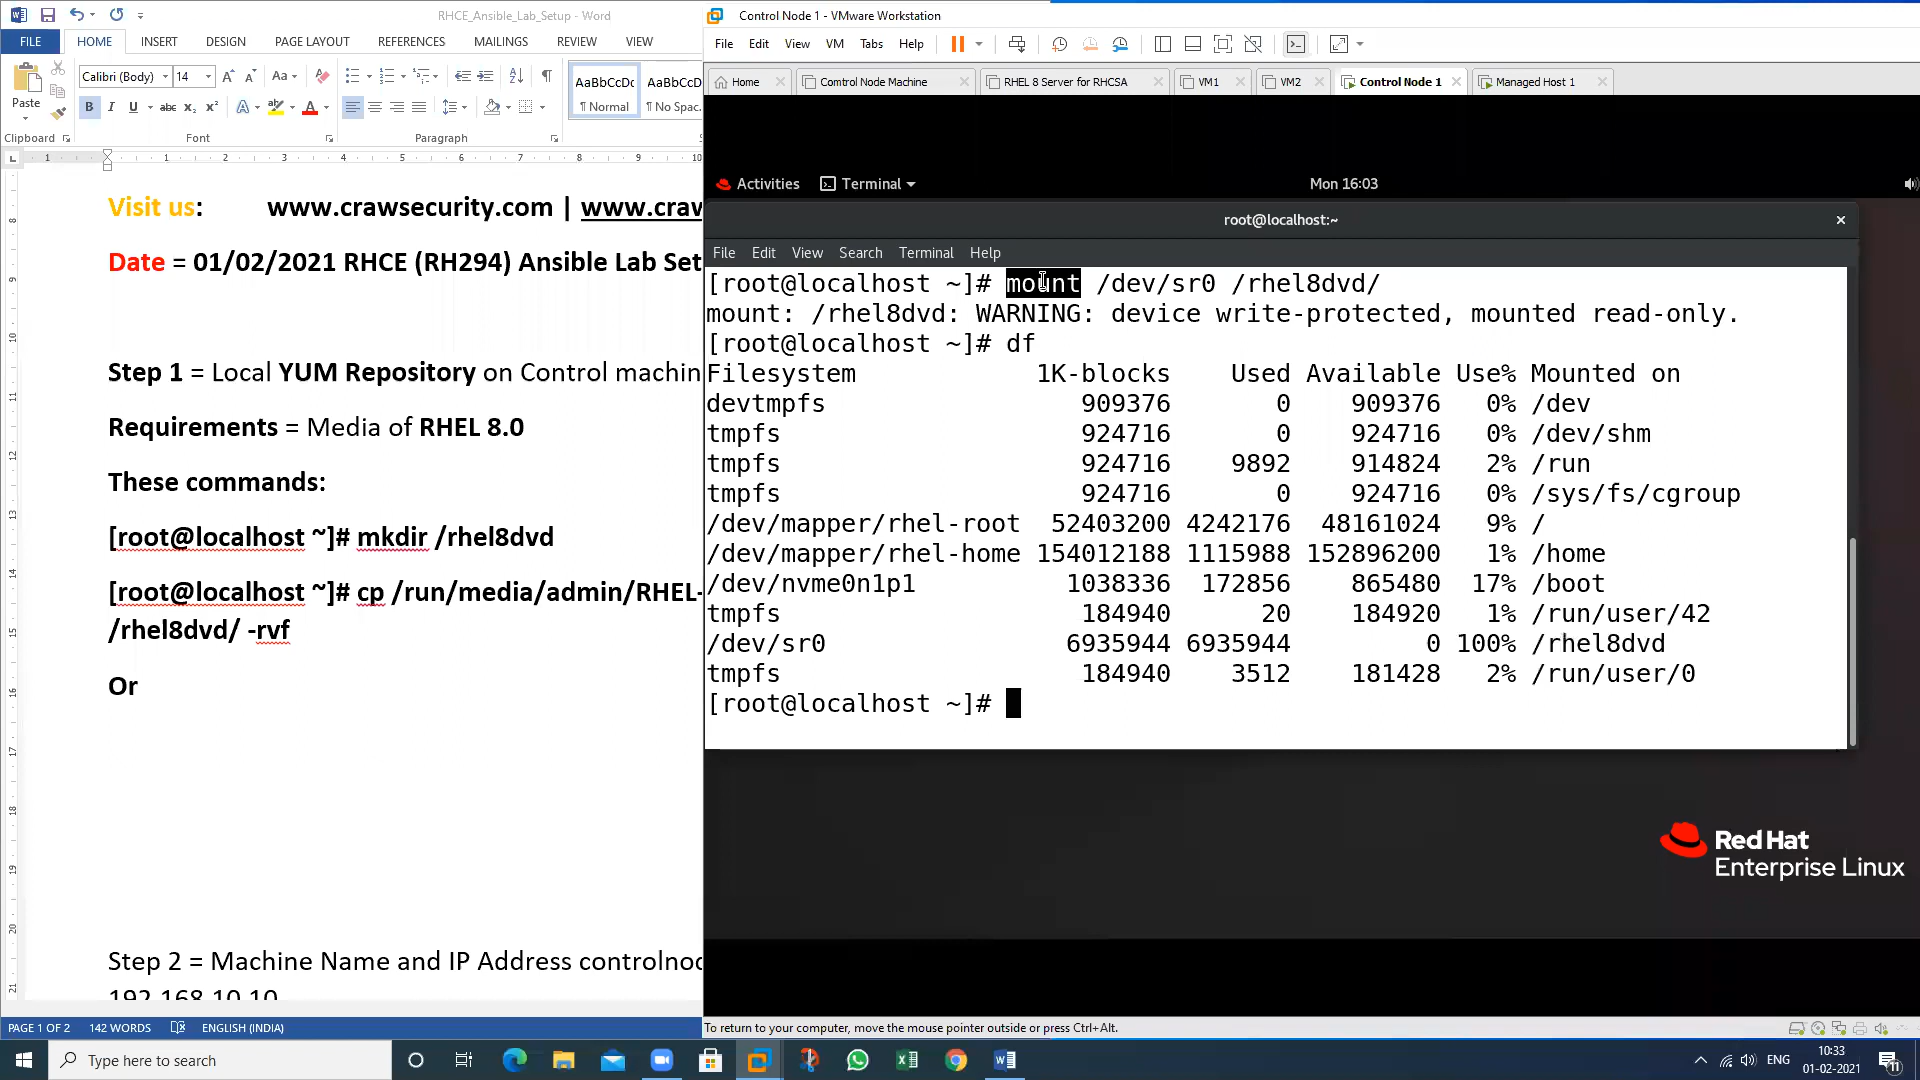 RHCE_Ansible_Lab_Setup - Word
FILE HOME INSERT DESIGN PAGE LAYOUT REFERENCES MAILINGS REVIEW VIEW
Calibri (Body) 14
Paste
AaBbCcDc AaBbCcDc
¶ Normal ¶ No Spac...
Clipboard Font Paragraph
Visit us: www.crawsecurity.com | www.craw
Date = 01/02/2021 RHCE (RH294) Ansible Lab Set
Step 1 = Local YUM Repository on Control machin
Requirements = Media of RHEL 8.0
These commands:
[root@localhost ~]# mkdir /rhel8dvd
[root@localhost ~]# cp /run/media/admin/RHEL-
/rhel8dvd/ -rvf
Or
Step 2 = Machine Name and IP Address controlnod
192.168.10.10
PAGE 1 OF 2 142 WORDS ENGLISH (INDIA)
Control Node 1 - VMware Workstation
File Edit View VM Tabs Help
Home Comtrol Node Machine RHEL 8 Server for RHCSA VM1 VM2 Control Node 1 Managed Host 1
Activities Terminal Mon 16:03
root@localhost:~
File Edit View Search Terminal Help
[root@localhost ~]# mount /dev/sr0 /rhel8dvd/
mount: /rhel8dvd: WARNING: device write-protected, mounted read-only.
[root@localhost ~]# df
Filesystem 1K-blocks Used Available Use% Mounted on
devtmpfs 909376 0 909376 0% /dev
tmpfs 924716 0 924716 0% /dev/shm
tmpfs 924716 9892 914824 2% /run
tmpfs 924716 0 924716 0% /sys/fs/cgroup
/dev/mapper/rhel-root 52403200 4242176 48161024 9% /
/dev/mapper/rhel-home 154012188 1115988 152896200 1% /home
/dev/nvme0n1p1 1038336 172856 865480 17% /boot
tmpfs 184940 20 184920 1% /run/user/42
/dev/sr0 6935944 6935944 0 100% /rhel8dvd
tmpfs 184940 3512 181428 2% /run/user/0
[root@localhost ~]#
Red Hat
Enterprise Linux
To return to your computer, move the mouse pointer outside or press Ctrl+Alt.
Type here to search
ENG
10:33
01-02-2021
11